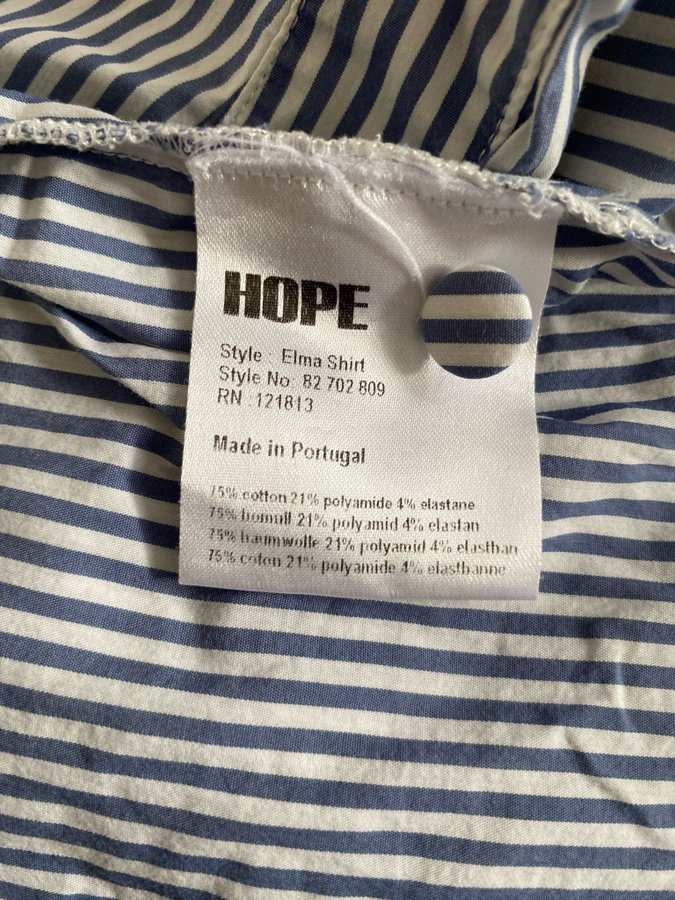 HOPE
Style : Elma Shirt
Style No: 82 702 809
RN : 121813
Made in Portugal
75% cotton 21% polyamide 4% elastane
75% bomull 21% polyamid 4% elastan
75% baumwolle 21% polyamid 4% elasthan
75% coton 21% polyamide 4% elasthanne